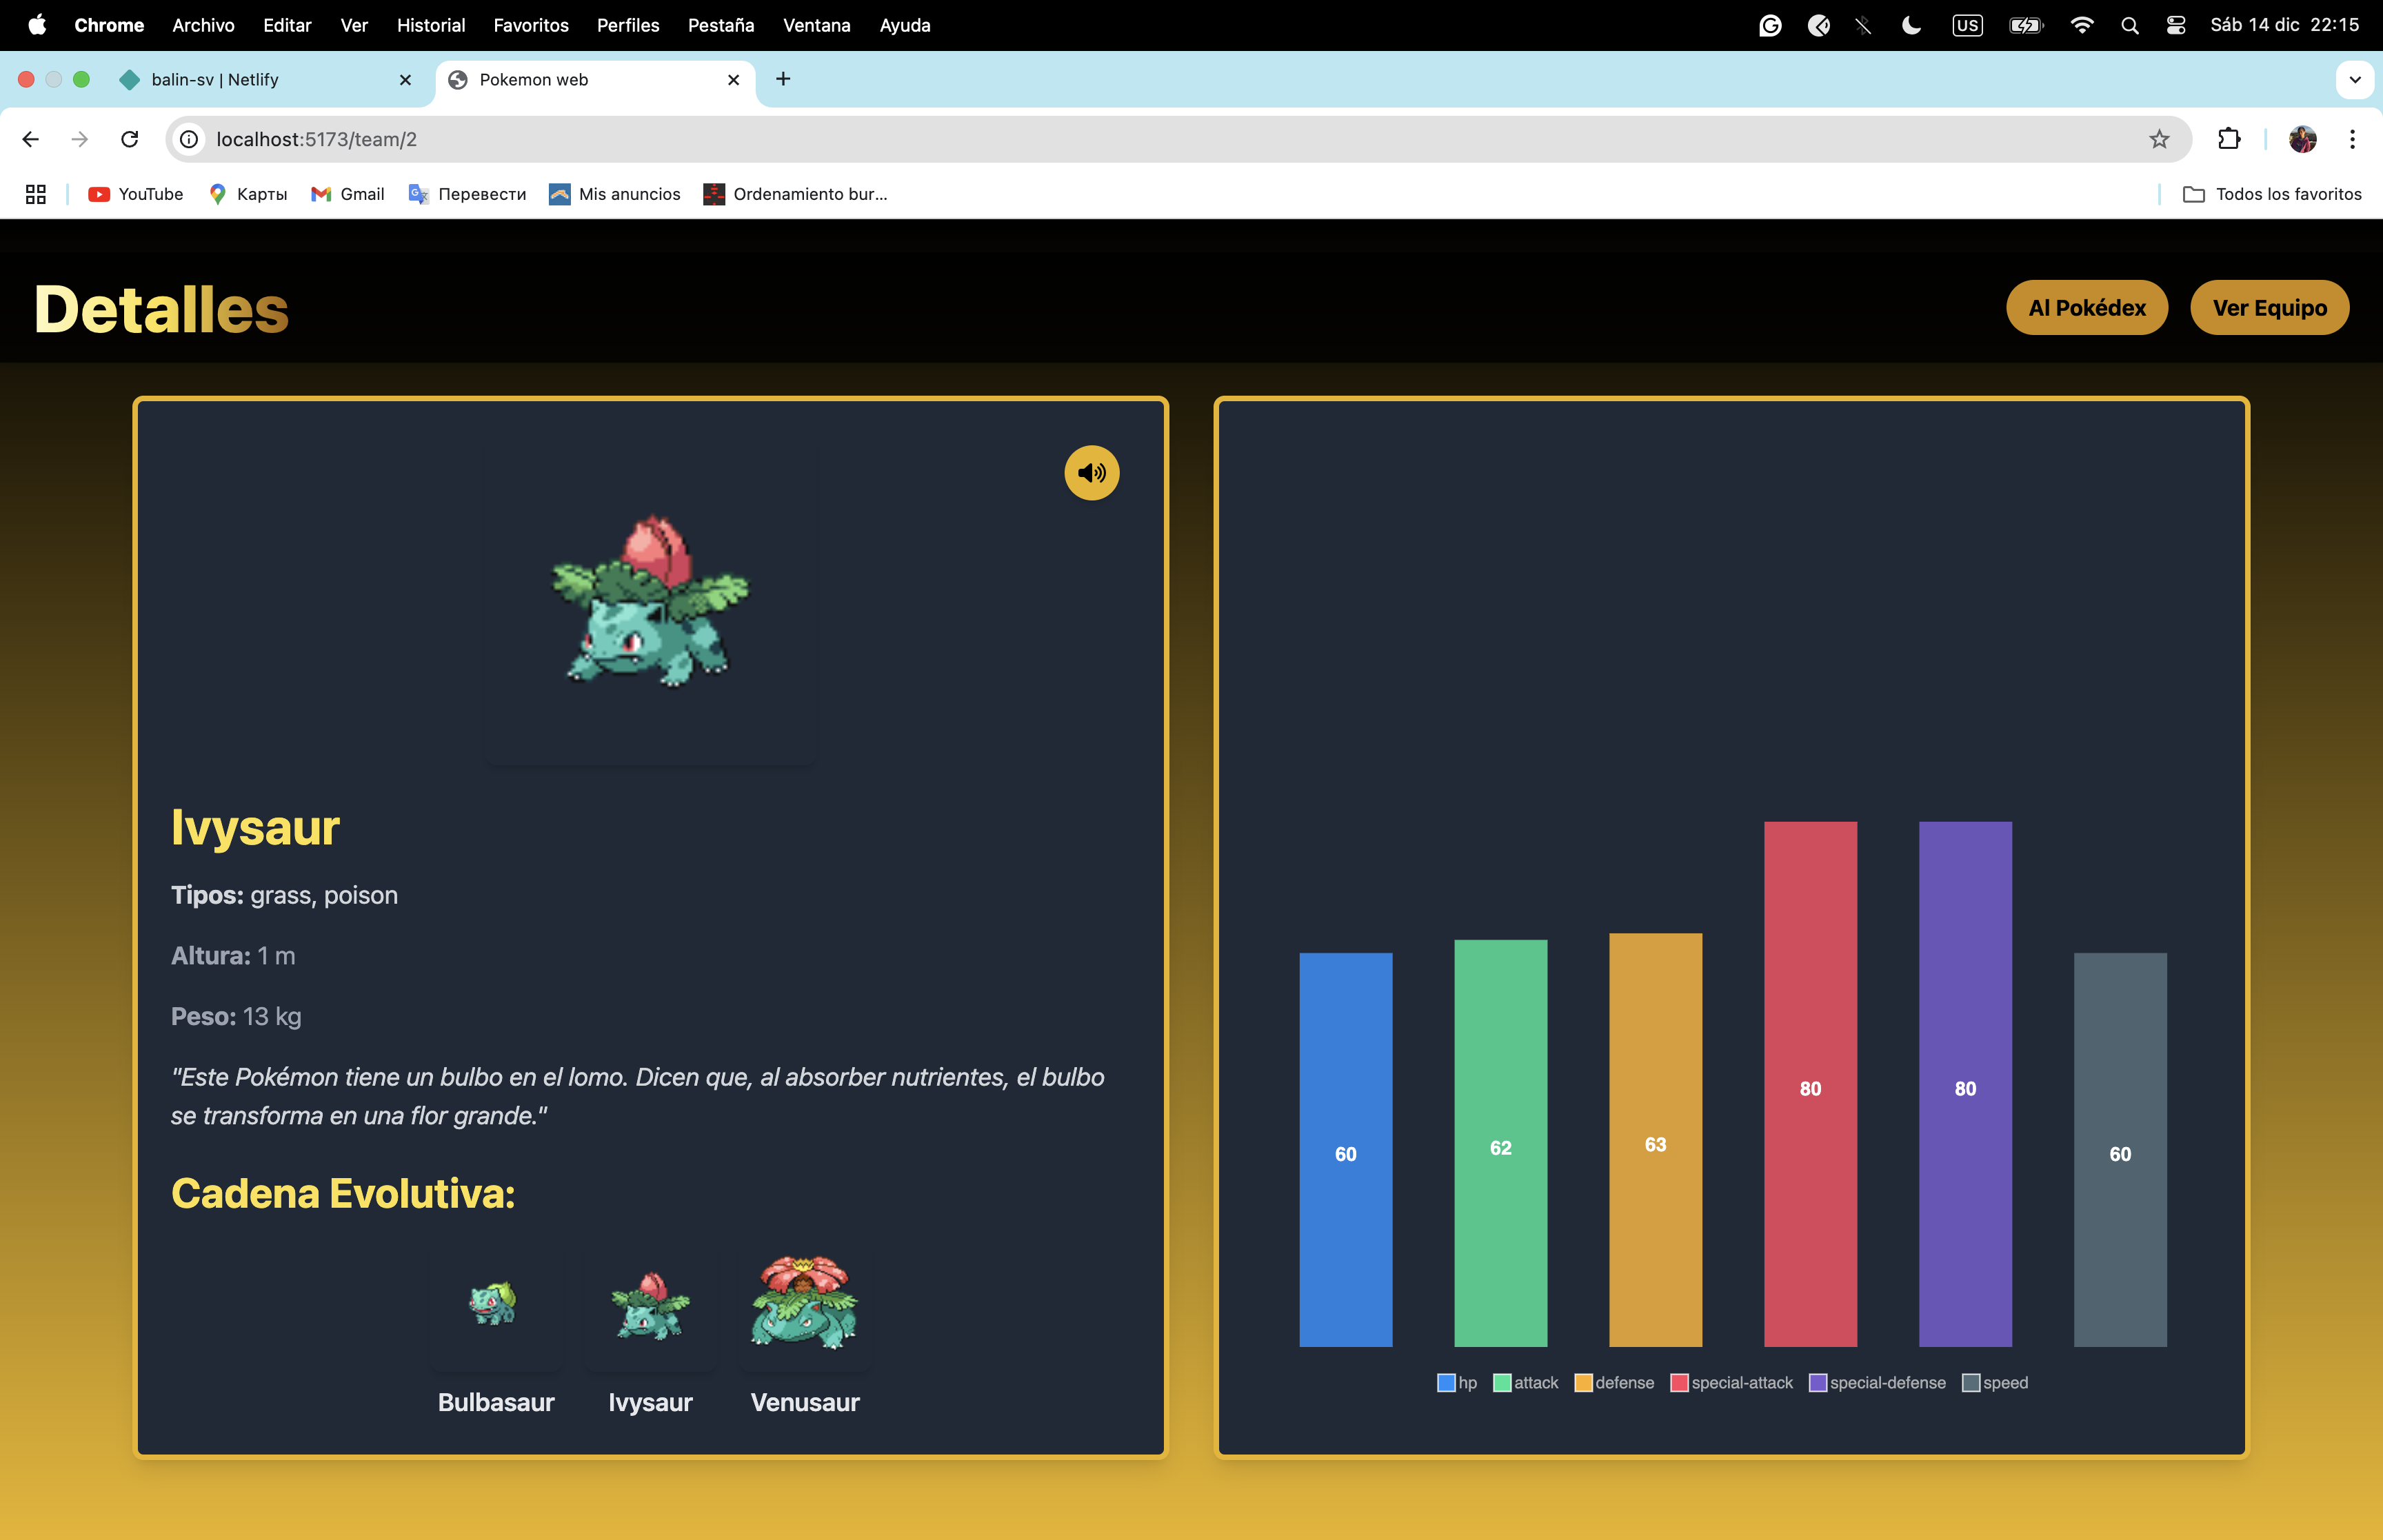 Chrome Archivo Editar Ver Historial Favoritos Perfiles Pestaña Ventana Ayuda US Sáb 14 dic 22:15
balin-sv | Netlify Pokemon web
localhost:5173/team/2
YouTube Карты Gmail Перевести Mis anuncios Ordenamiento bur... Todos los favoritos
Detalles Al Pokédex Ver Equipo
Ivysaur
Tipos: grass, poison
Altura: 1 m
Peso: 13 kg
"Este Pokémon tiene un bulbo en el lomo. Dicen que, al absorber nutrientes, el bulbo
se transforma en una flor grande."
Cadena Evolutiva:
Bulbasaur Ivysaur Venusaur
60 62 63 80 80 60
hp attack defense special-attack special-defense speed